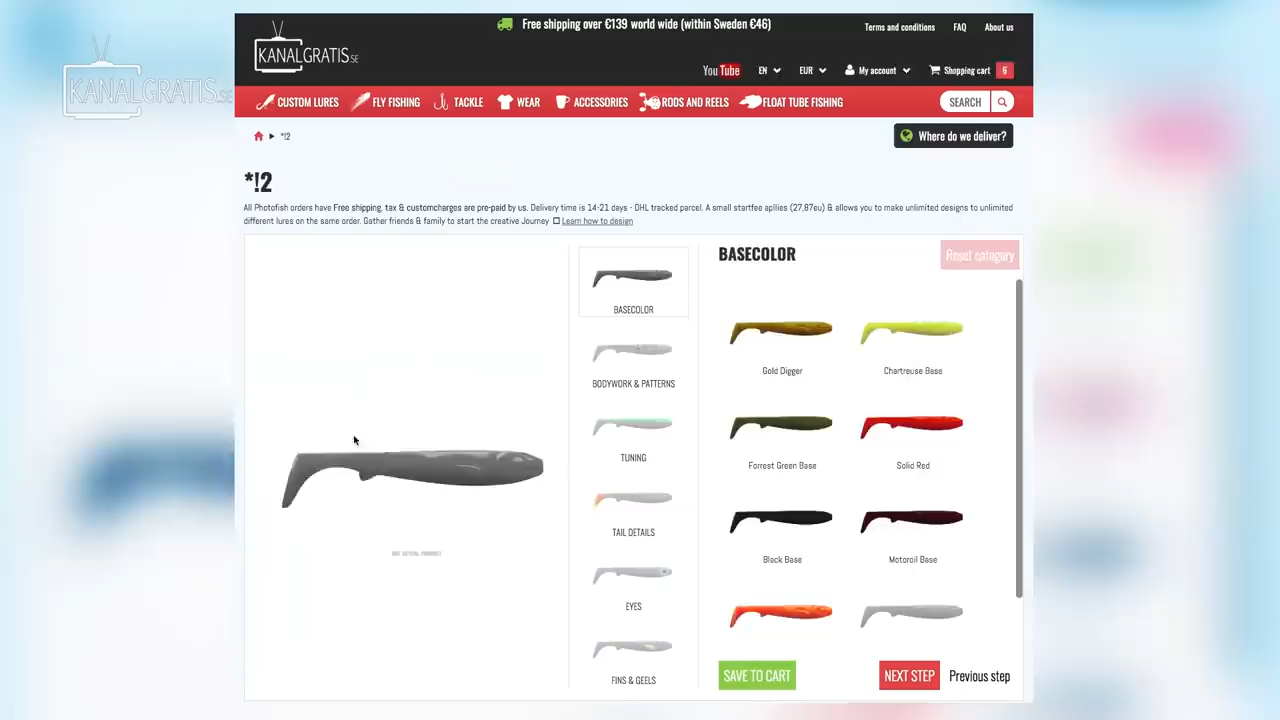 Free shipping over €139 world wide (within Sweden €46)
Terms and conditions
FAQ
About us
KANALGRATIS.SE
KANALGRATIS.SE
You Tube
EN
EUR
My account
Shopping cart
6
CUSTOM LURES
FLY FISHING
TACKLE
WEAR
ACCESSORIES
RODS AND REELS
FLOAT TUBE FISHING
SEARCH
*!2
Where do we deliver?
*!2
All Photofish orders have Free shipping, tax & customcharges are pre-paid by us. Delivery time is 14-21 days - DHL tracked parcel. A small startfee apllies (27,87eu) & allows you to make unlimited designs to unlimited
different lures on the same order. Gather friends & family to start the creative Journey Learn how to design
BASECOLOR
Reset category
BASECOLOR
Gold Digger
Chartreuse Base
BODYWORK & PATTERNS
TUNING
Forrest Green Base
Solid Red
TAIL DETAILS
NOT ACTUAL PRODUCT
Black Base
Motoroil Base
EYES
FINS & GEELS
SAVE TO CART
NEXT STEP
Previous step